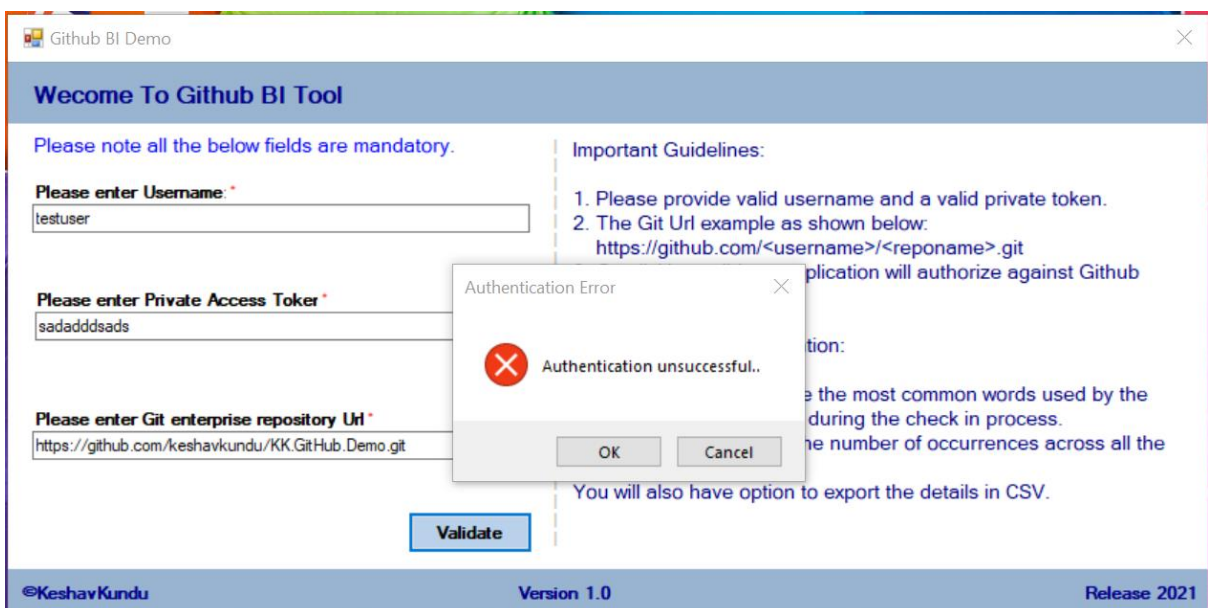 Github BI Demo
Wecome To Github BI Tool
Please note all the below fields are mandatory.
Please enter Username: *
testuser
Please enter Private Access Toker *
sadadddsads
Please enter Git enterprise repository Url *
https://github.com/keshavkundu/KK.GitHub.Demo.git
Validate
Important Guidelines:
1. Please provide valid username and a valid private token.
2. The Git Url example as shown below:
https://github.com/<username>/<reponame>.git
plication will authorize against Github
tion:
e the most common words used by the
during the check in process.
number of occurrences across all the
You will also have option to export the details in CSV.
Authentication Error
Authentication unsuccessful..
OK
Cancel
©KeshavKundu
Version 1.0
Release 2021